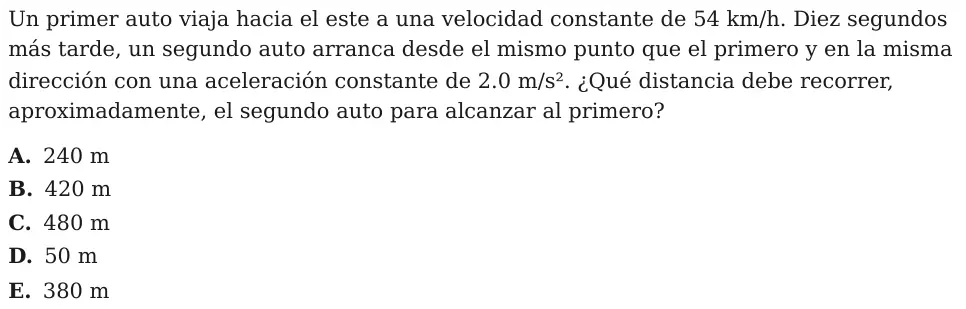 Un primer auto viaja hacia el este a una velocidad constante de 54 km/h. Diez segundos
más tarde, un segundo auto arranca desde el mismo punto que el primero y en la misma
dirección con una aceleración constante de 2.0 m/s². ¿Qué distancia debe recorrer,
aproximadamente, el segundo auto para alcanzar al primero?
A. 240 m
B. 420 m
C. 480 m
D. 50 m
E. 380 m